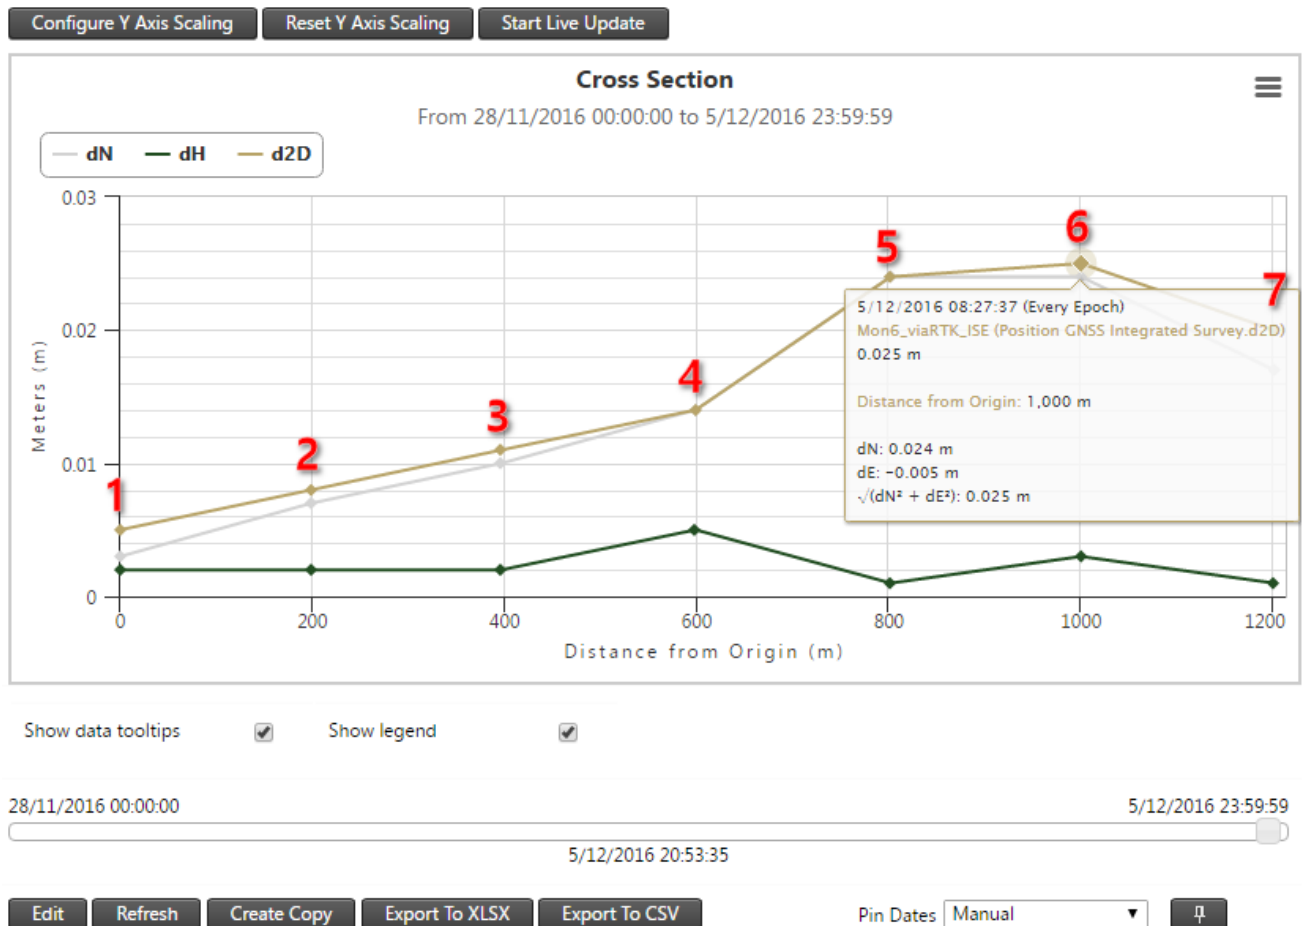 Configure Y Axis Scaling Reset Y Axis Scaling Start Live Update
Cross Section
From 28/11/2016 00:00:00 to 5/12/2016 23:59:59
dN dH d2D
0.03
0.02
0.01
0
Meters (m)
1
2
3
4
5
6
7
5/12/2016 08:27:37 (Every Epoch)
Mon6_viaRTK_ISE (Position GNSS Integrated Survey.d2D)
0.025 m
Distance from Origin: 1,000 m
dN: 0.024 m
dE: -0.005 m
√(dN² + dE²): 0.025 m
0 200 400 600 800 1000 1200
Distance from Origin (m)
Show data tooltips Show legend
28/11/2016 00:00:00 5/12/2016 23:59:59
5/12/2016 20:53:35
Edit Refresh Create Copy Export To XLSX Export To CSV Pin Dates Manual